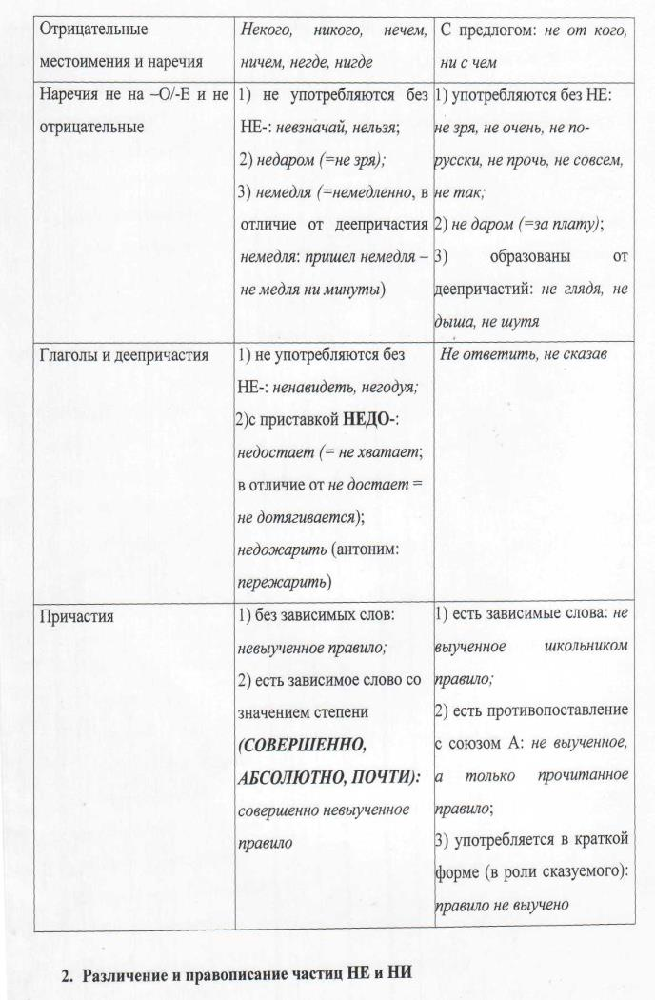 Отрицательные
местоимения и наречия
Некого, никого, нечем,
ничем, негде, нигде
С предлогом: не от кого,
ни с чем
Наречия не на –О/-Е и не
отрицательные
1) не употребляются без
НЕ-: невзначай, нельзя;
2) недаром (=не зря);
3) немедля (=немедленно, в
отличие от деепричастия
немедля: пришел немедля –
не медля ни минуты)
1) употребляются без НЕ:
не зря, не очень, не по-
русски, не прочь, не совсем,
не так;
2) не даром (=за плату);
3) образованы от
деепричастий: не глядя, не
дыша, не шутя
Глаголы и деепричастия
1) не употребляются без
НЕ-: ненавидеть, негодуя;
2)с приставкой НЕДО-:
недостает (= не хватает;
в отличие от не достает =
не дотягивается);
недожарить (антоним:
пережарить)
Не ответить, не сказав
Причастия
1) без зависимых слов:
невыученное правило;
2) есть зависимое слово со
значением степени
(СОВЕРШЕННО,
АБСОЛЮТНО, ПОЧТИ):
совершенно невыученное
правило
1) есть зависимые слова: не
выученное школьником
правило;
2) есть противопоставление
с союзом А: не выученное,
а только прочитанное
правило;
3) употребляется в краткой
форме (в роли сказуемого):
правило не выучено
2. Различение и правописание частиц НЕ и НИ